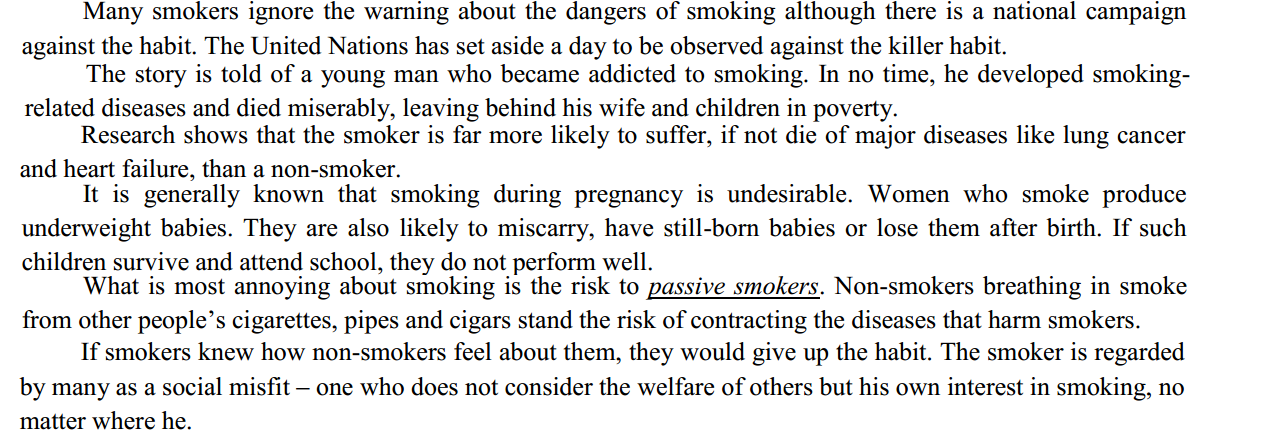 Many smokers ignore the warning about the dangers of smoking although there is a national campaign
against the habit. The United Nations has set aside a day to be observed against the killer habit.
The story is told of a young man who became addicted to smoking. In no time, he developed smoking-
related diseases and died miserably, leaving behind his wife and children in poverty.
Research shows that the smoker is far more likely to suffer, if not die of major diseases like lung cancer
and heart failure, than a non-smoker.
It is generally known that smoking during pregnancy is undesirable. Women who smoke produce
underweight babies. They are also likely to miscarry, have still-born babies or lose them after birth. If such
children survive and attend school, they do not perform well.
What is most annoying about smoking is the risk to passive smokers. Non-smokers breathing in smoke
from other people’s cigarettes, pipes and cigars stand the risk of contracting the diseases that harm smokers.
If smokers knew how non-smokers feel about them, they would give up the habit. The smoker is regarded
by many as a social misfit – one who does not consider the welfare of others but his own interest in smoking, no
matter where he.